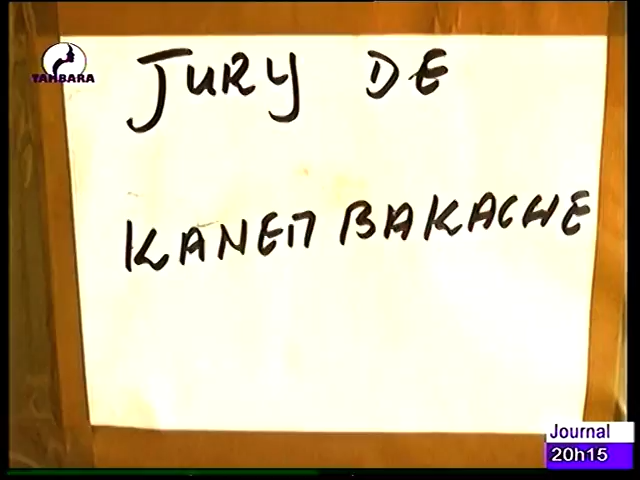 TAMBARA
JURY DE
KANEM BAKACHE
Journal
20h15